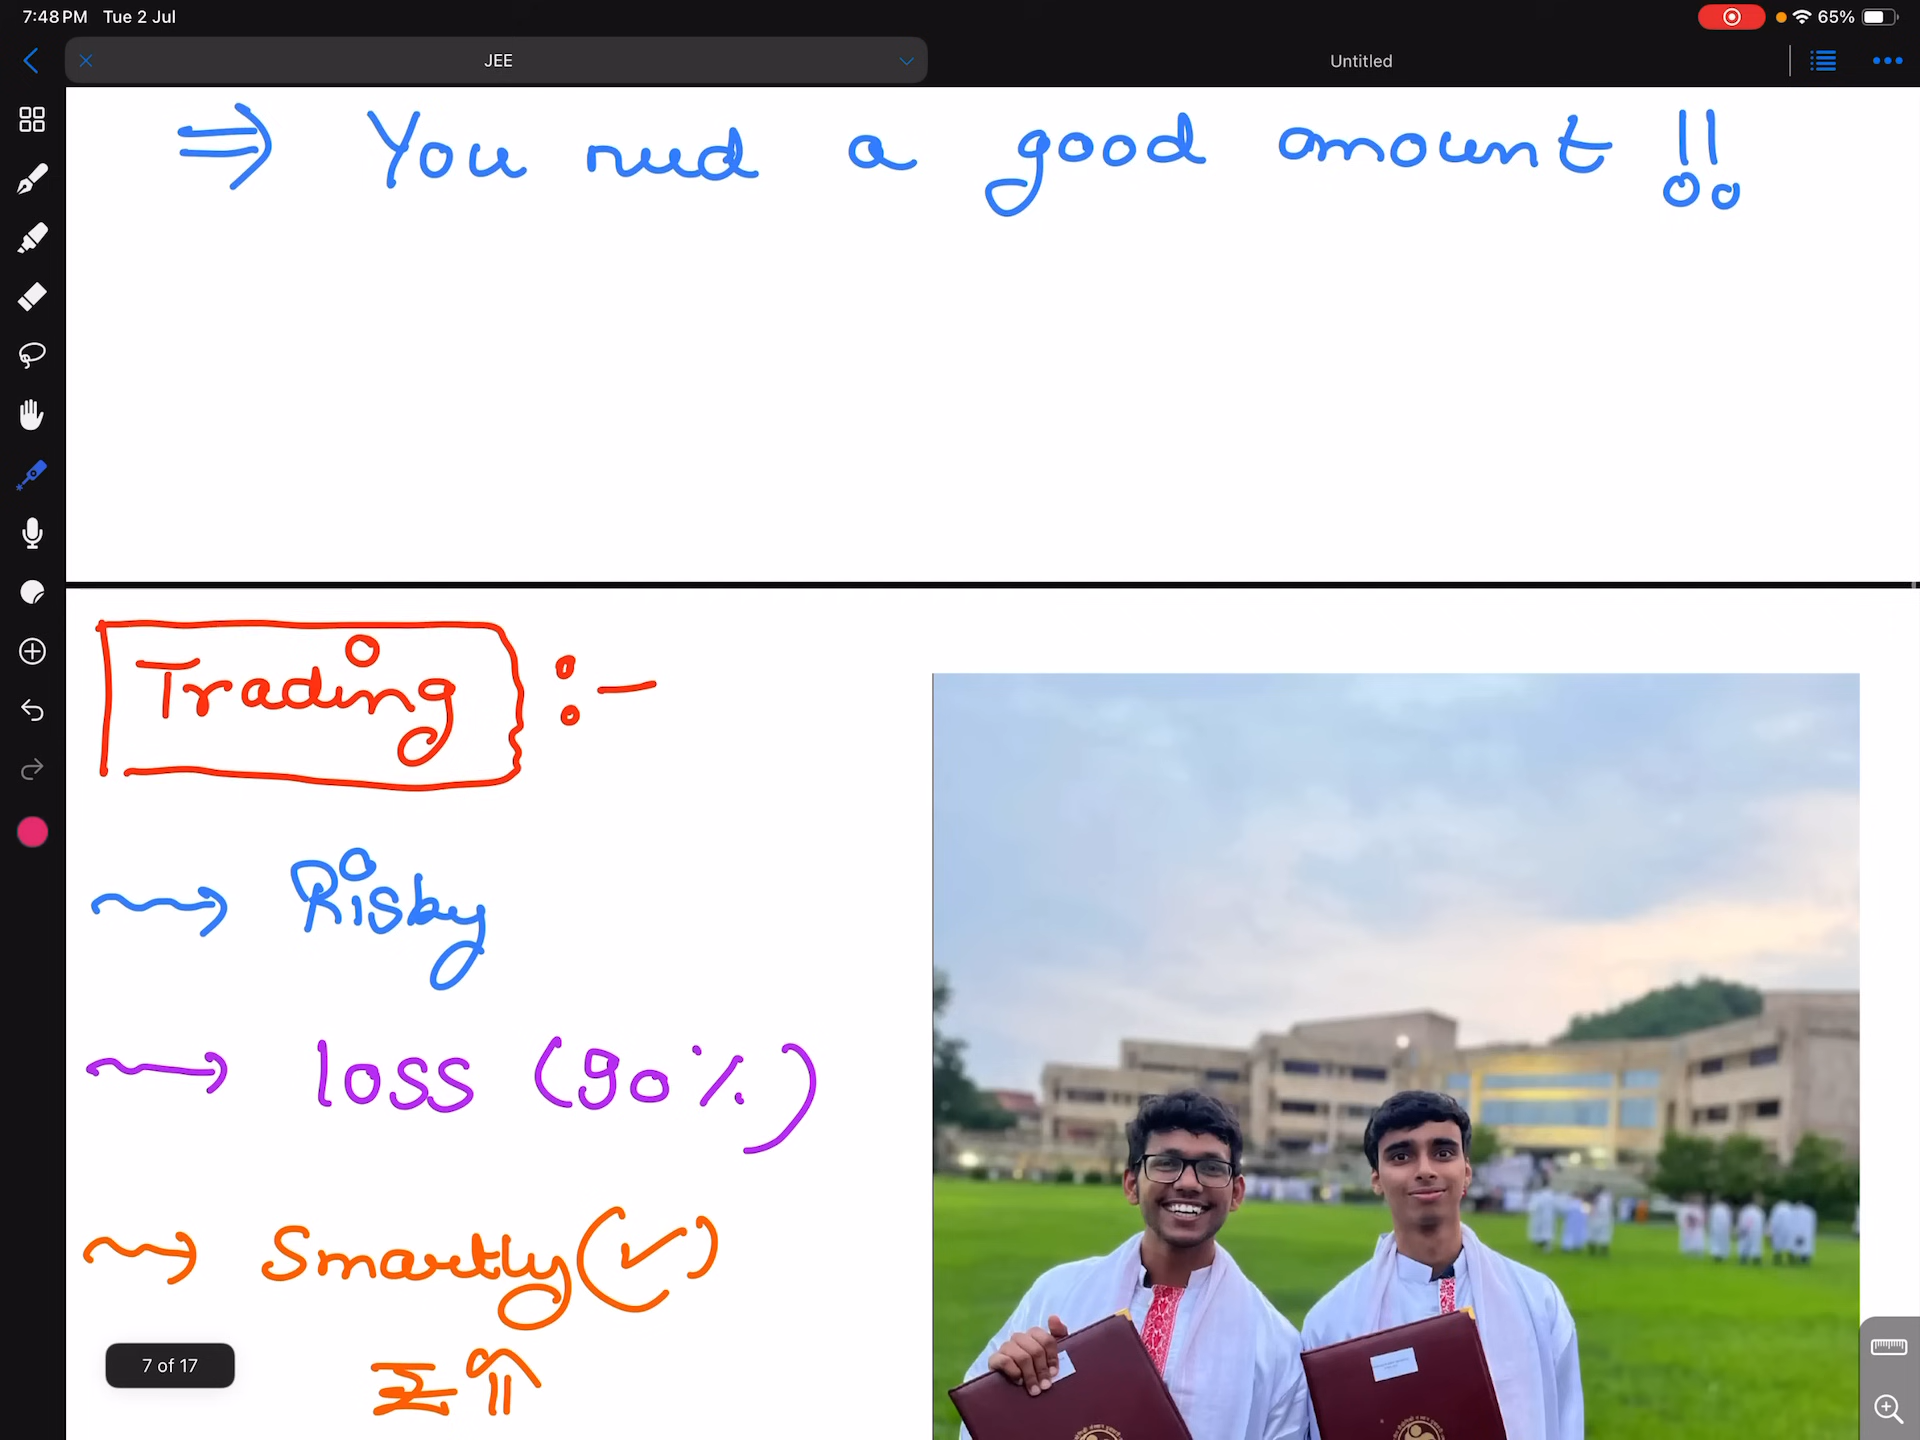 7:48 PM Tue 2 Jul
65%
JEE
Untitled
⇒ You need a good amount !!
Trading :-
Risky
loss (90%)
Smartly (✓)
7 of 17